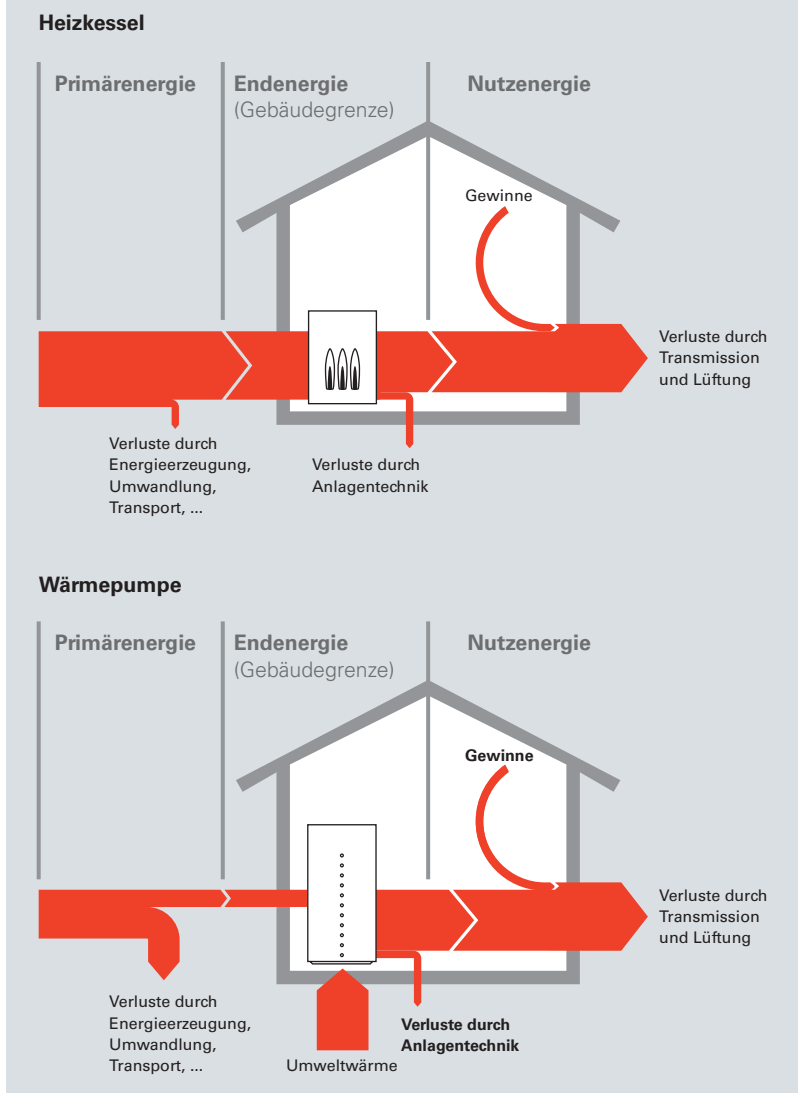 Heizkessel
Primärenergie
Endenergie
(Gebäudegrenze)
Nutzenergie
Gewinne
Verluste durch
Transmission
und Lüftung
Verluste durch
Energieerzeugung,
Umwandlung,
Transport, ...
Verluste durch
Anlagentechnik
Wärmepumpe
Primärenergie
Endenergie
(Gebäudegrenze)
Nutzenergie
Gewinne
Verluste durch
Transmission
und Lüftung
Verluste durch
Energieerzeugung,
Umwandlung,
Transport, ...
Umweltwärme
Verluste durch
Anlagentechnik